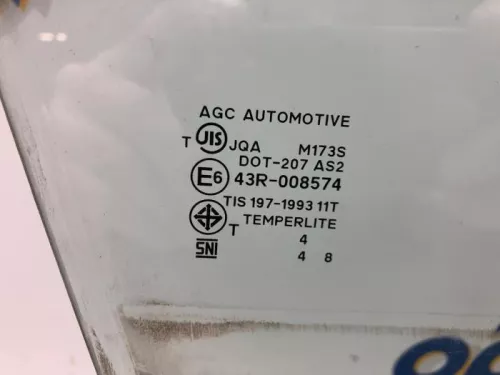 AGC AUTOMOTIVE
T JIS JQA M173S
DOT-207 AS2
E6 43R-008574
TIS 197-1993 11T
T TEMPERLITE
4
SNI 4 8